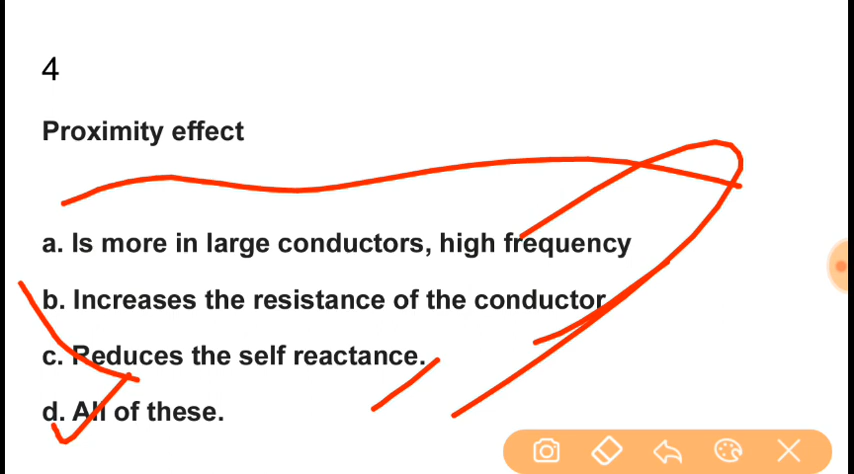 4
Proximity effect
a. Is more in large conductors, high frequency
b. Increases the resistance of the conductor
c. Reduces the self reactance.
d. All of these.